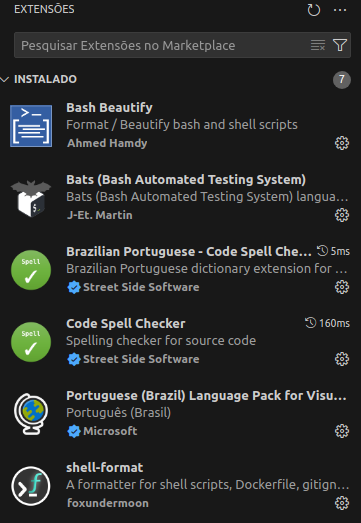 EXTENSÕES
Pesquisar Extensões no Marketplace
INSTALADO 7
Bash Beautify
Format / Beautify bash and shell scripts
Ahmed Hamdy
Bats (Bash Automated Testing System)
Bats (Bash Automated Testing System) langua...
J-Et. Martin
Spell
Brazilian Portuguese - Code Spell Che... 5ms
Brazilian Portuguese dictionary extension for ...
Street Side Software
Spell
Code Spell Checker 160ms
Spelling checker for source code
Street Side Software
Portuguese (Brazil) Language Pack for Visu...
Português (Brasil)
Microsoft
shell-format
A formatter for shell scripts, Dockerfile, gitign...
foxundermoon